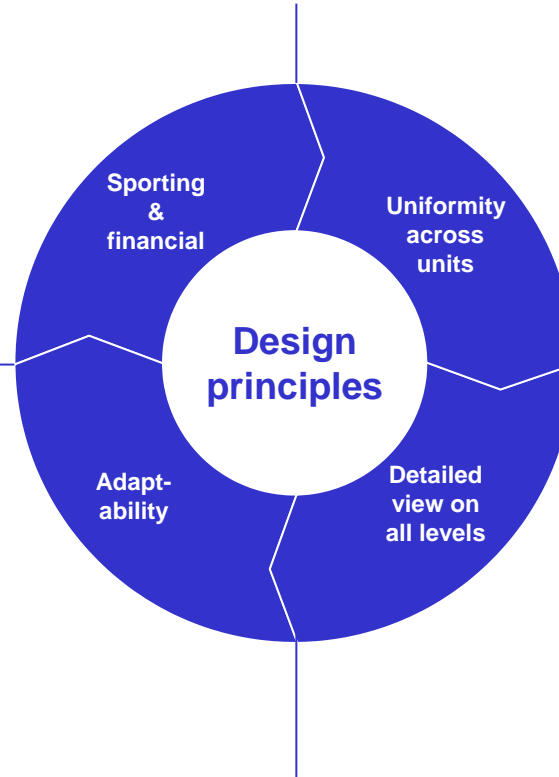 Sporting
&
financial
Uniformity
across
units
Design
principles
Adapt-
ability
Detailed
view on
all levels